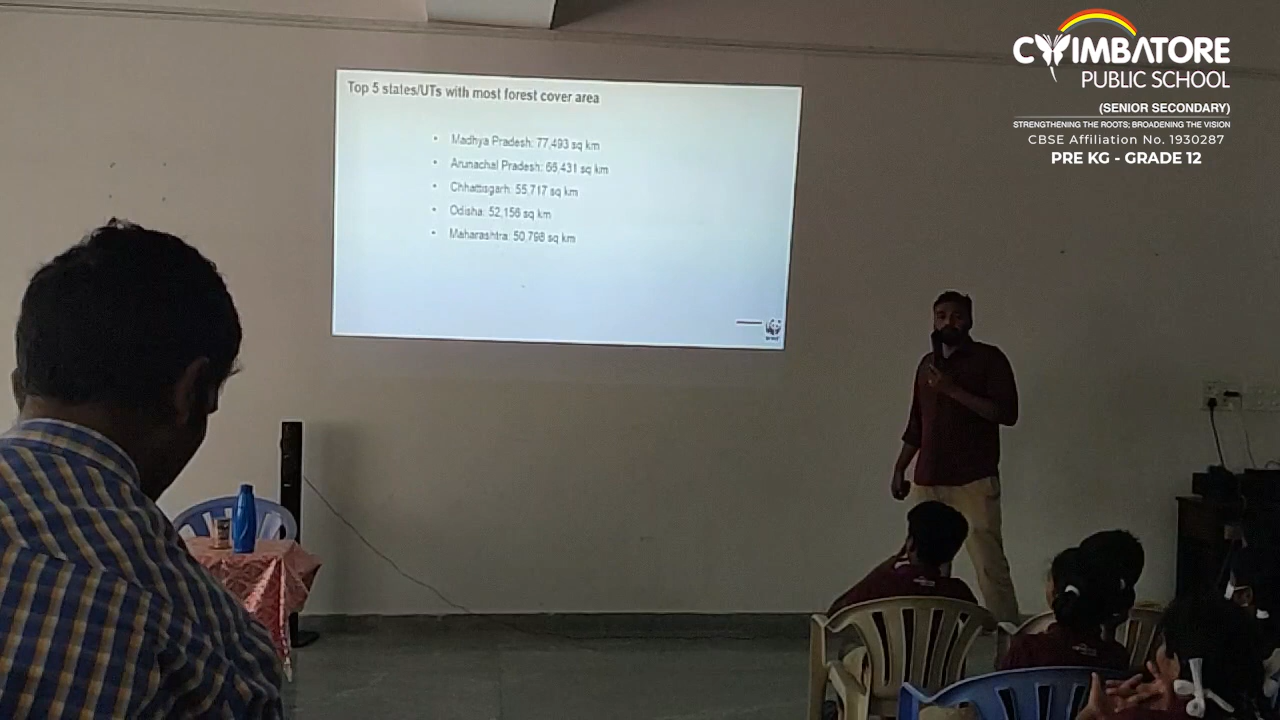 Top 5 states/UTs with most forest cover area
• Madhya Pradesh: 77,493 sq km
• Arunachal Pradesh: 66,431 sq km
• Chhattisgarh: 55,717 sq km
• Odisha: 52,156 sq km
• Maharashtra: 50,798 sq km
WWF
COIMBATORE
PUBLIC SCHOOL
(SENIOR SECONDARY)
STRENGTHENING THE ROOTS; BROADENING THE VISION
CBSE Affiliation No. 1930287
PRE KG - GRADE 12